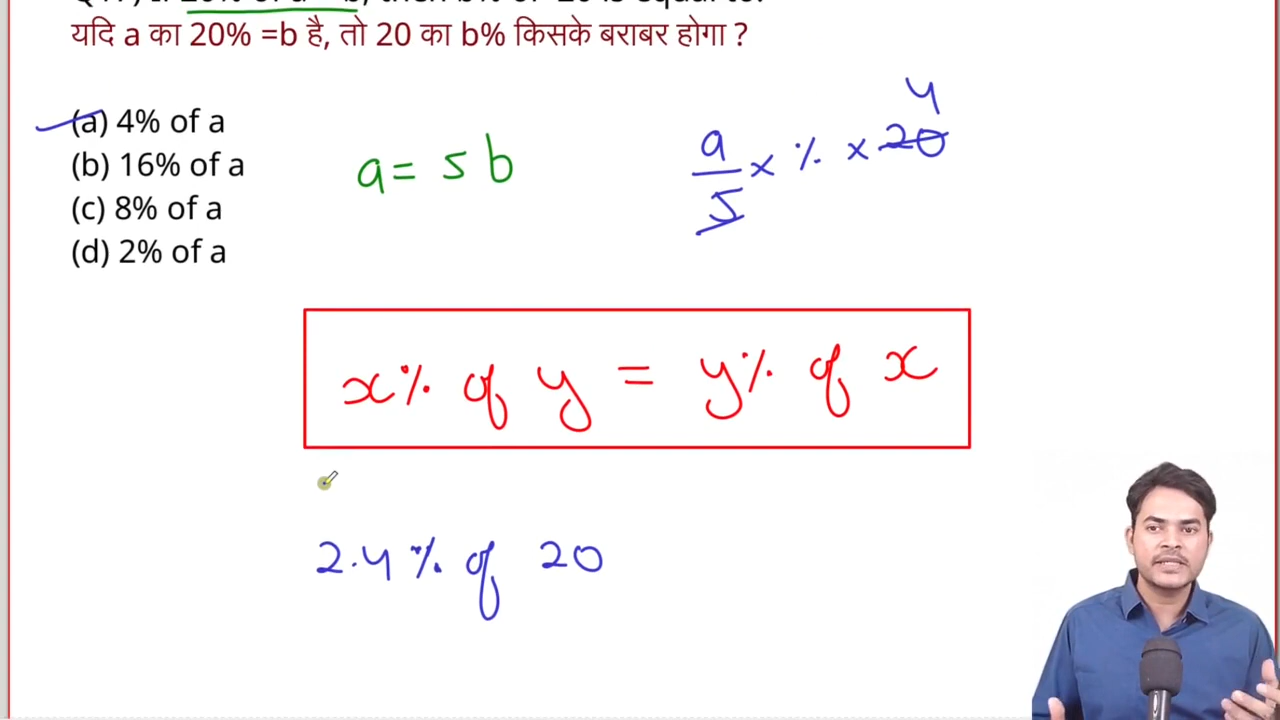 यदि a का 20% =b है, तो 20 का b% किसके बराबर होगा ?
(a) 4% of a
(b) 16% of a
(c) 8% of a
(d) 2% of a
a = 5 b
a/5 × % × 20 4
x% of y = y% of x
2.4% of 20